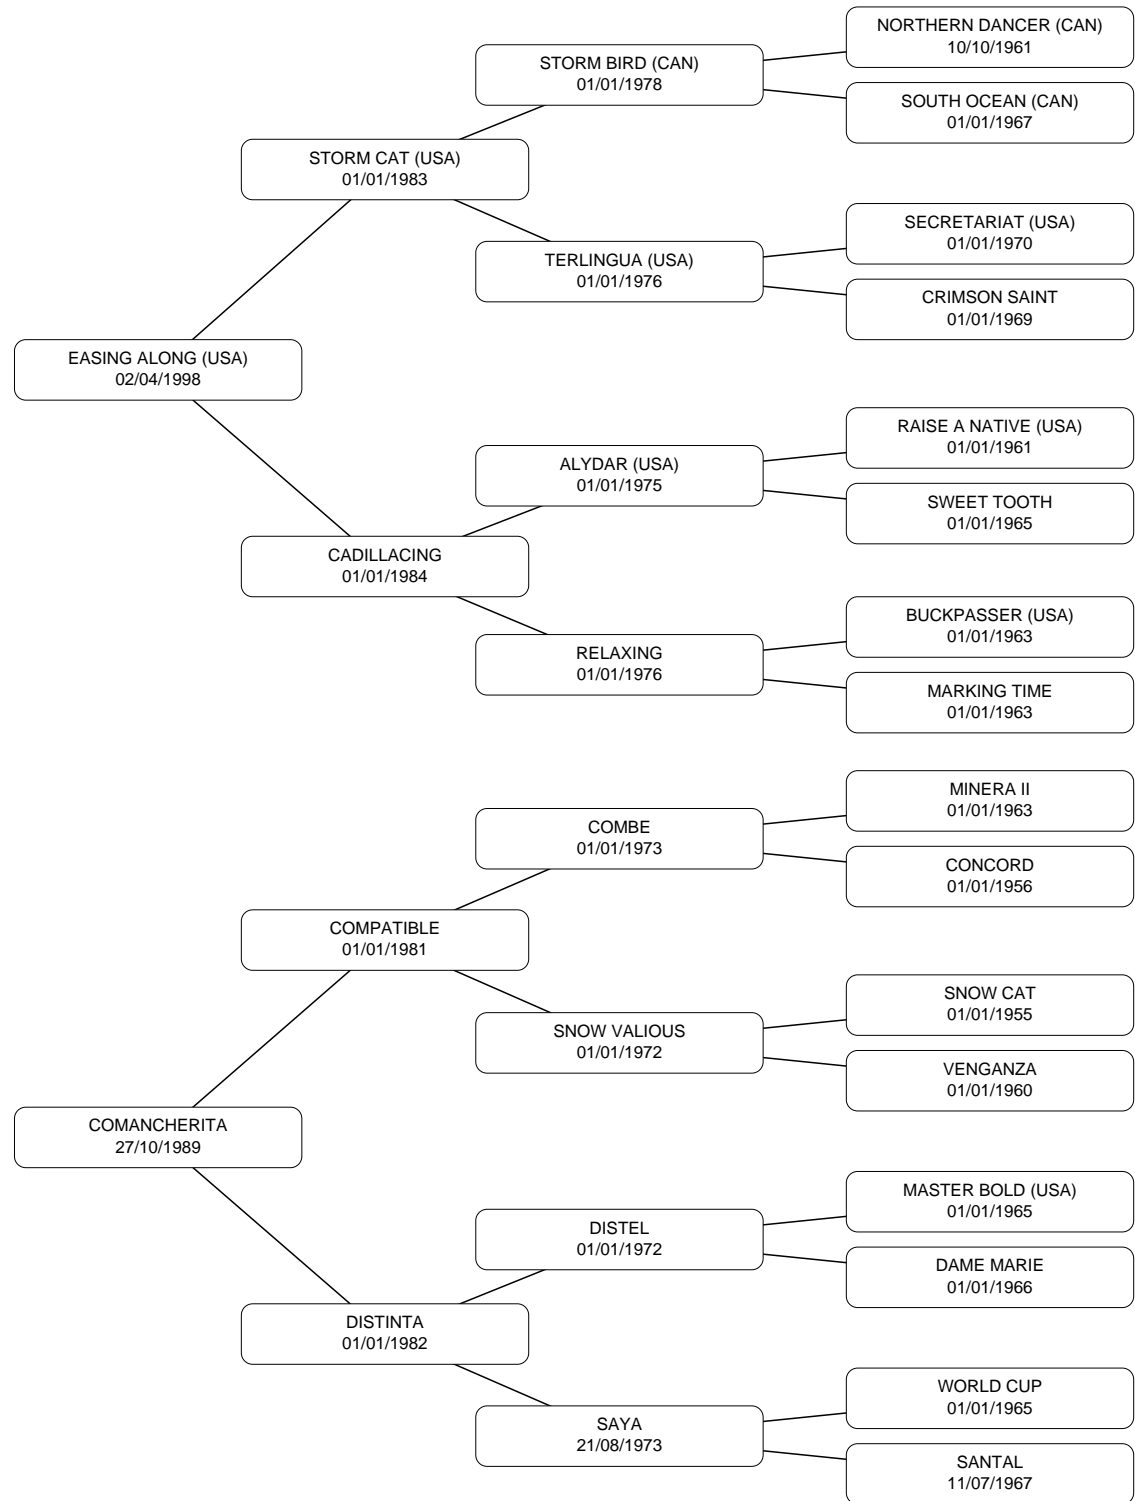 NORTHERN DANCER (CAN)
10/10/1961
STORM BIRD (CAN)
01/01/1978
SOUTH OCEAN (CAN)
01/01/1967
STORM CAT (USA)
01/01/1983
SECRETARIAT (USA)
01/01/1970
TERLINGUA (USA)
01/01/1976
CRIMSON SAINT
01/01/1969
EASING ALONG (USA)
02/04/1998
RAISE A NATIVE (USA)
01/01/1961
ALYDAR (USA)
01/01/1975
SWEET TOOTH
01/01/1965
CADILLACING
01/01/1984
BUCKPASSER (USA)
01/01/1963
RELAXING
01/01/1976
MARKING TIME
01/01/1963
MINERA II
01/01/1963
COMBE
01/01/1973
CONCORD
01/01/1956
COMPATIBLE
01/01/1981
SNOW CAT
01/01/1955
SNOW VALIOUS
01/01/1972
VENGANZA
01/01/1960
COMANCHERITA
27/10/1989
MASTER BOLD (USA)
01/01/1965
DISTEL
01/01/1972
DAME MARIE
01/01/1966
DISTINTA
01/01/1982
WORLD CUP
01/01/1965
SAYA
21/08/1973
SANTAL
11/07/1967